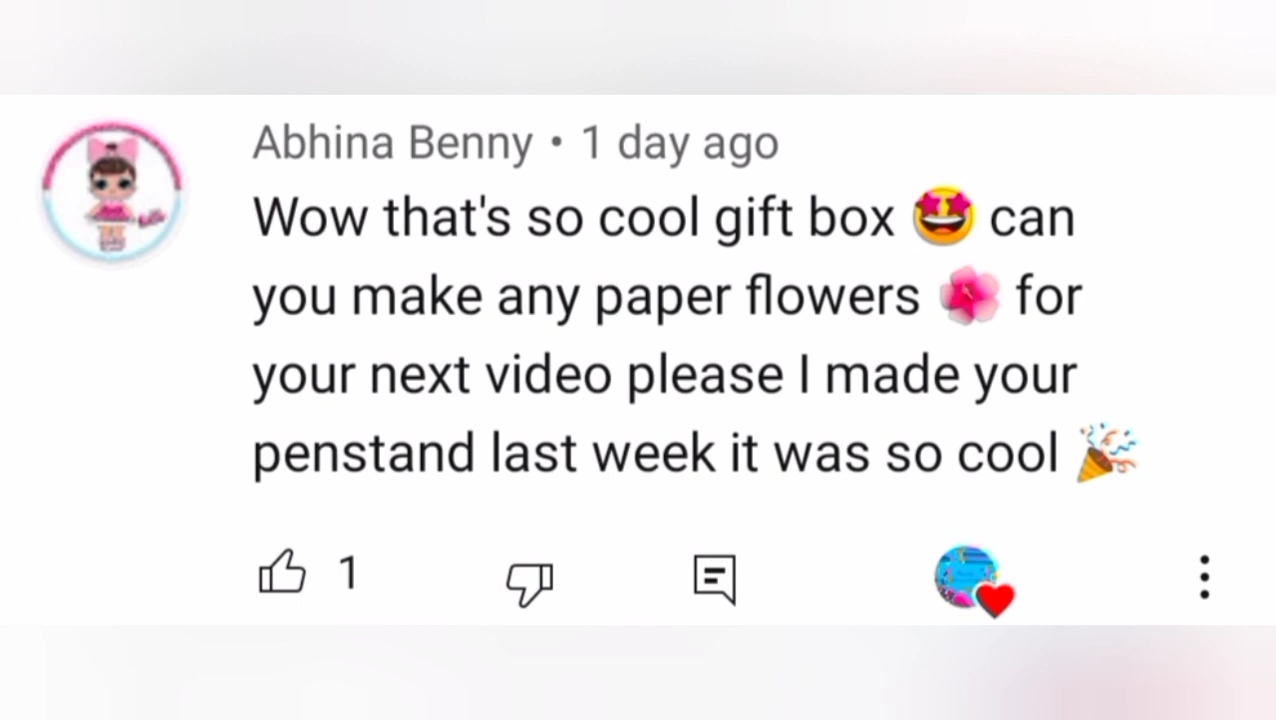 Abhina Benny • 1 day ago
Wow that's so cool gift box 🤩 can
you make any paper flowers 🌺 for
your next video please I made your
penstand last week it was so cool 🎉
1